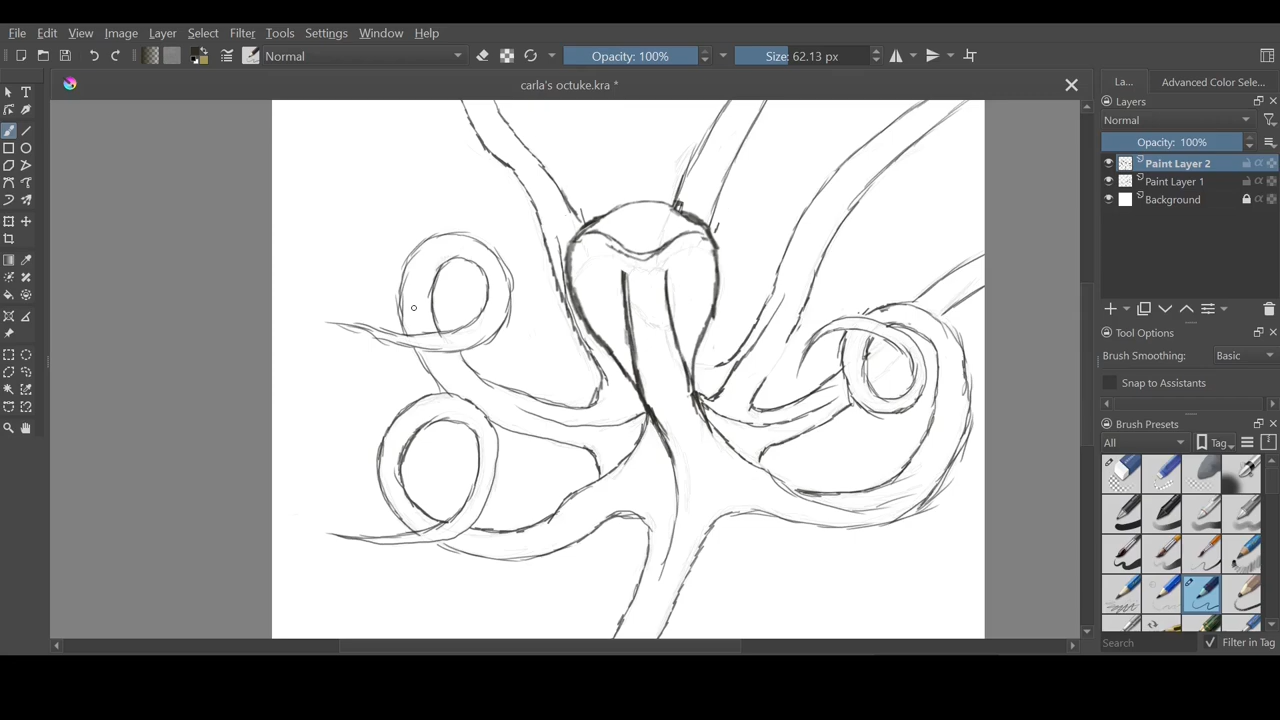 File Edit View Image Layer Select Filter Tools Settings Window Help
Normal Opacity: 100% Size: 62.13 px
carla's octuke.kra *
La... Advanced Color Sele...
Layers
Normal
Opacity: 100%
Paint Layer 2
Paint Layer 1
Background
Tool Options
Brush Smoothing: Basic
Snap to Assistants
Brush Presets
All Tag
Search Filter in Tag